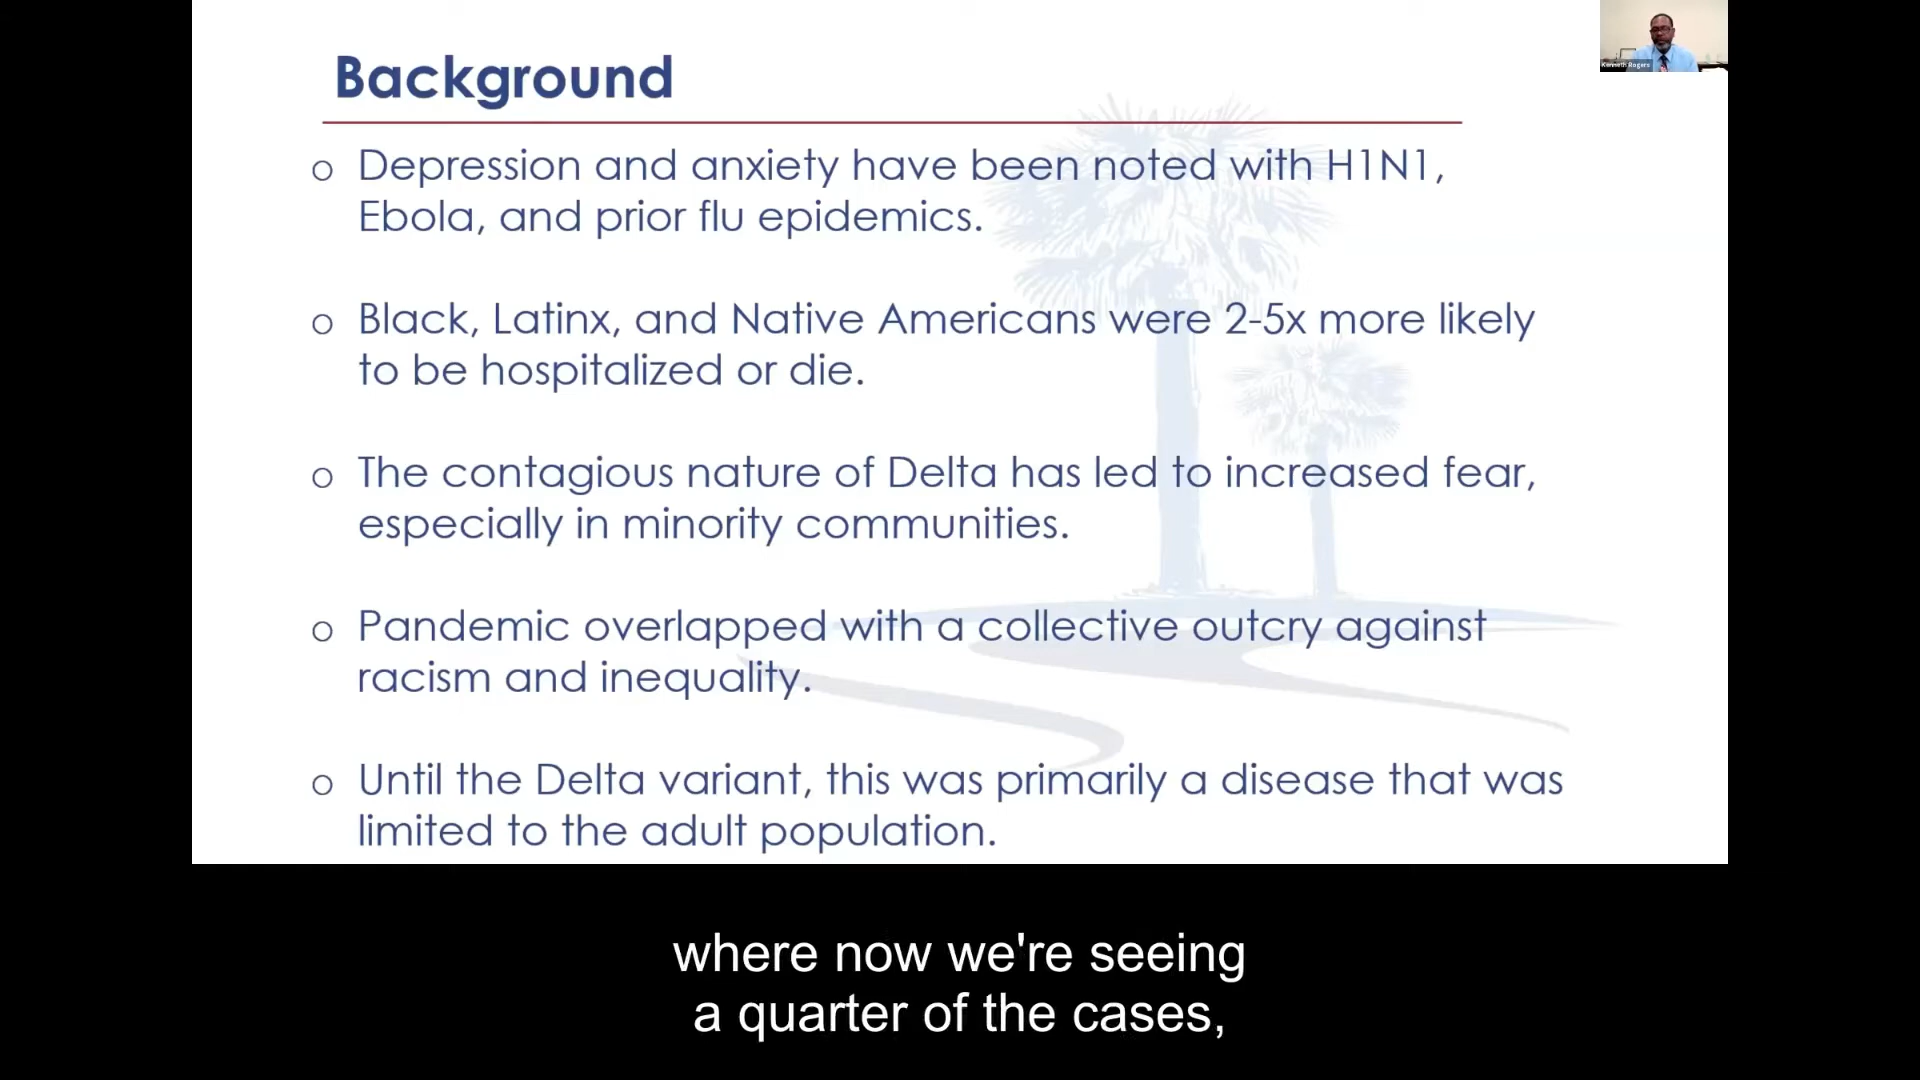 Background
Kenneth Rogers
o Depression and anxiety have been noted with H1N1,
Ebola, and prior flu epidemics.
o Black, Latinx, and Native Americans were 2-5x more likely
to be hospitalized or die.
o The contagious nature of Delta has led to increased fear,
especially in minority communities.
o Pandemic overlapped with a collective outcry against
racism and inequality.
o Until the Delta variant, this was primarily a disease that was
limited to the adult population.
where now we're seeing
a quarter of the cases,